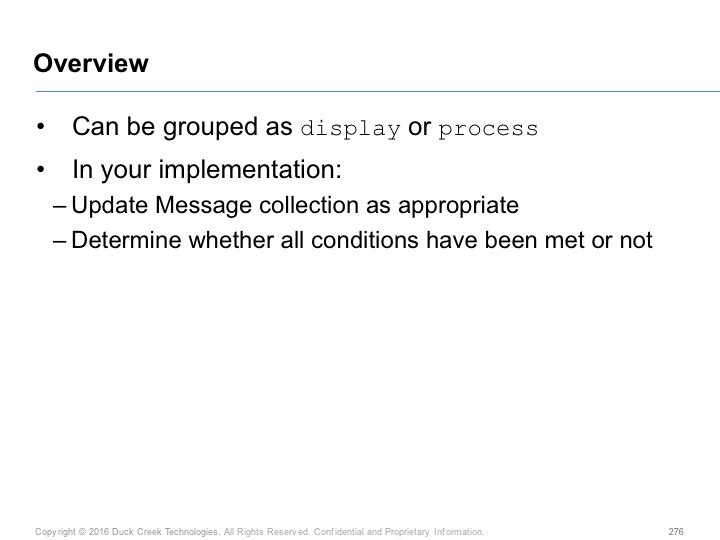 Overview
• Can be grouped as display or process
• In your implementation:
– Update Message collection as appropriate
– Determine whether all conditions have been met or not
Copyright © 2016 Duck Creek Technologies. All Rights Reserved. Confidential and Proprietary Information. 276